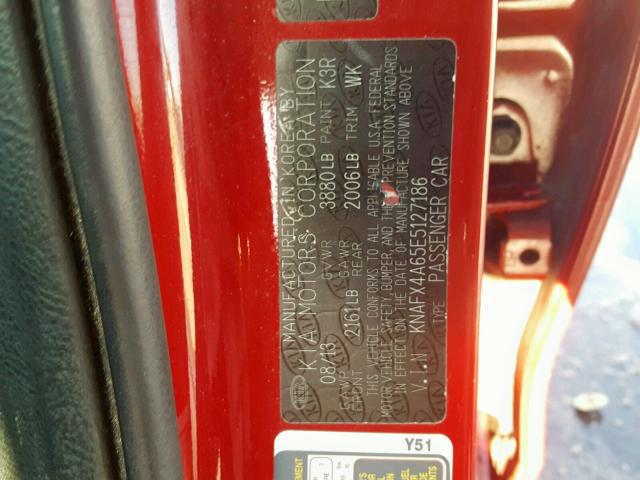 MANUFACTURED IN KOREA BY
KIA MOTORS CORPORATION
08/13 GVWR 3880LB PAINT K3R
GAWR FRONT 2161LB GAWR REAR 2006LB TRIM WK
THIS VEHICLE CONFORMS TO ALL APPLICABLE U.S.A. FEDERAL
MOTOR VEHICLE SAFETY, BUMPER, AND THEFT PREVENTION STANDARDS
IN EFFECT ON THE DATE OF MANUFACTURE SHOWN ABOVE
V.I.N KNAFX4A65E5127186
TYPE PASSENGER CAR
Y51